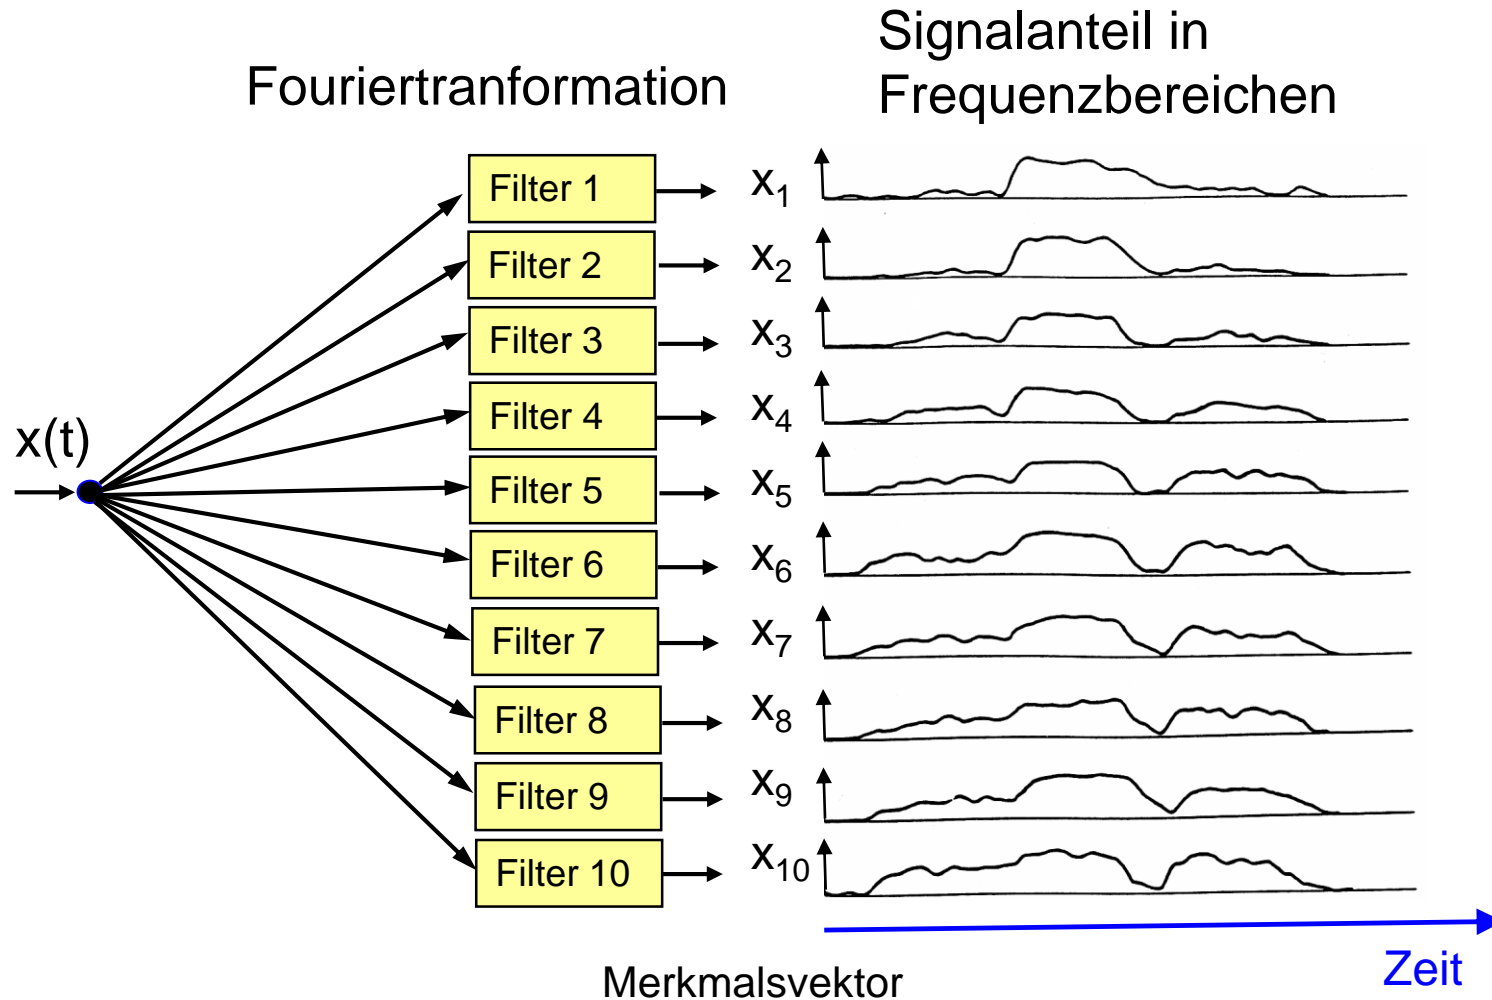 Signalanteil in
Frequenzbereichen
Fouriertranformation
x(t)
Filter 1
x1
Filter 2
x2
Filter 3
x3
Filter 4
x4
Filter 5
x5
Filter 6
x6
Filter 7
x7
Filter 8
x8
Filter 9
x9
Filter 10
x10
Zeit
Merkmalsvektor